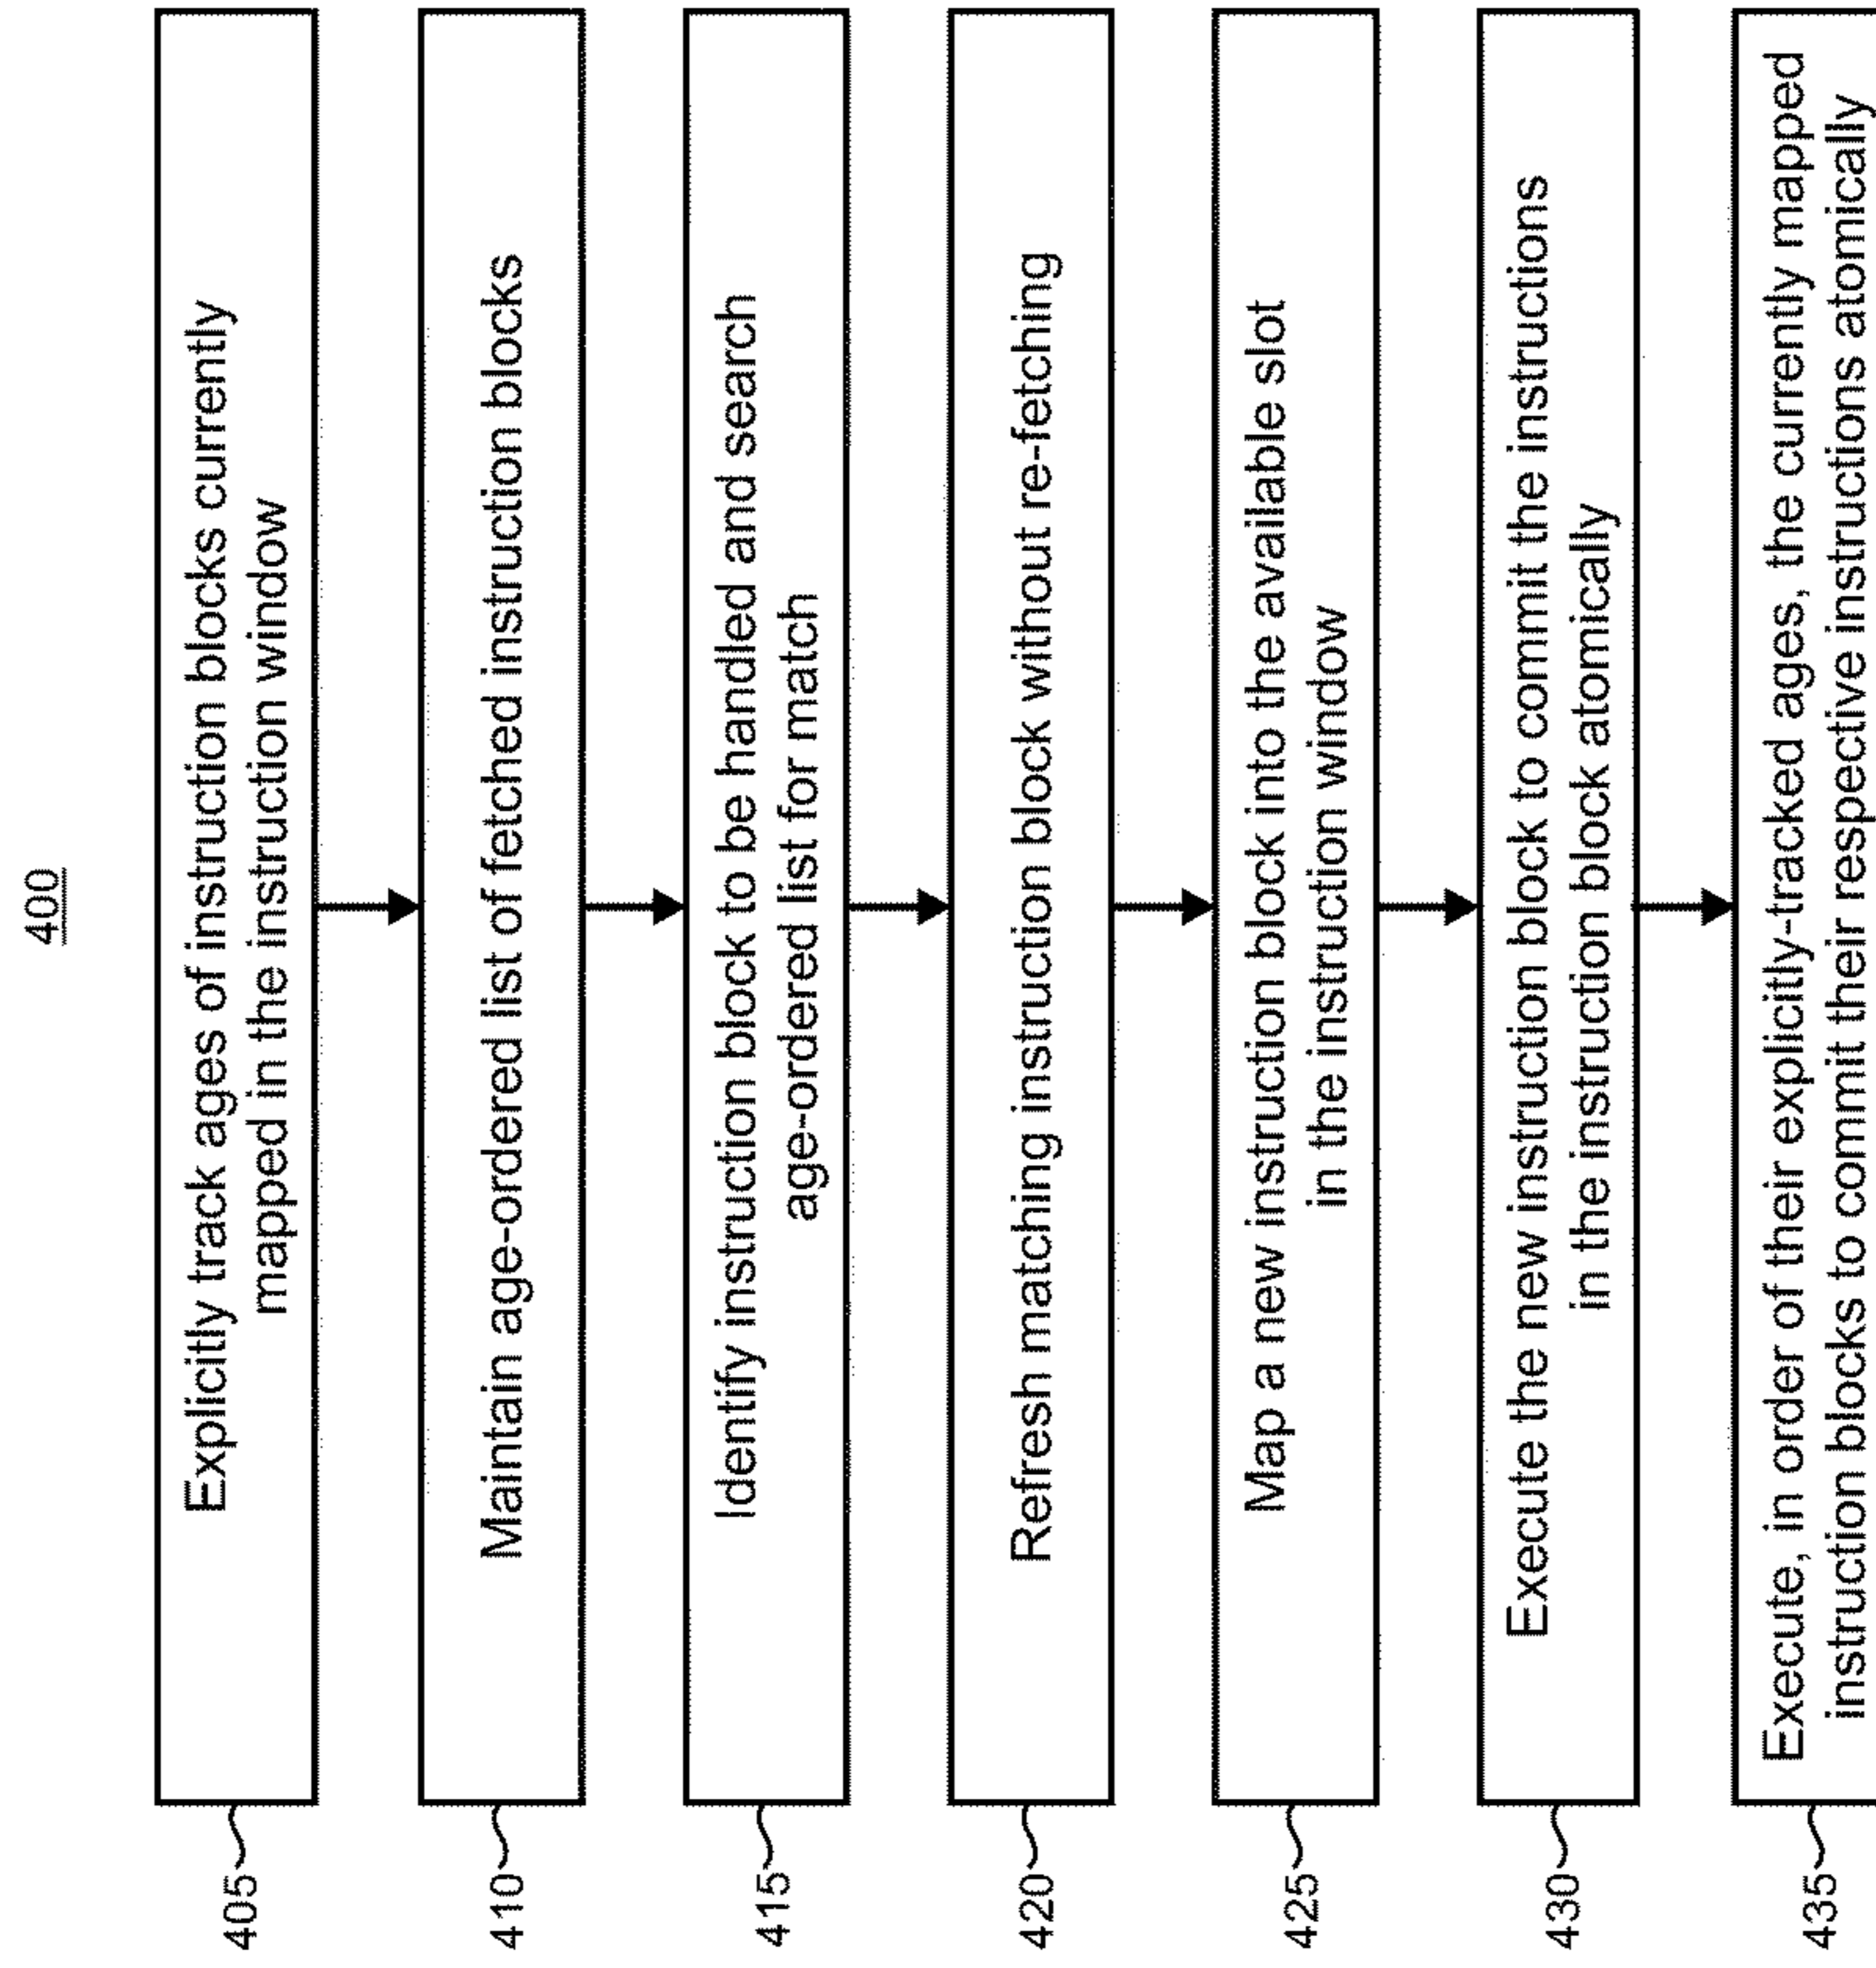 400
405
Explicitly track ages of instruction blocks currently
mapped in the instruction window
410
Maintain age-ordered list of fetched instruction blocks
415
Identify instruction block to be handled and search
age-ordered list for match
420
Refresh matching instruction block without re-fetching
425
Map a new instruction block into the available slot
in the instruction window
430
Execute the new instruction block to commit the instructions
in the instruction block atomically
435
Execute, in order of their explicitly-tracked ages, the currently mapped
instruction blocks to commit their respective instructions atomically